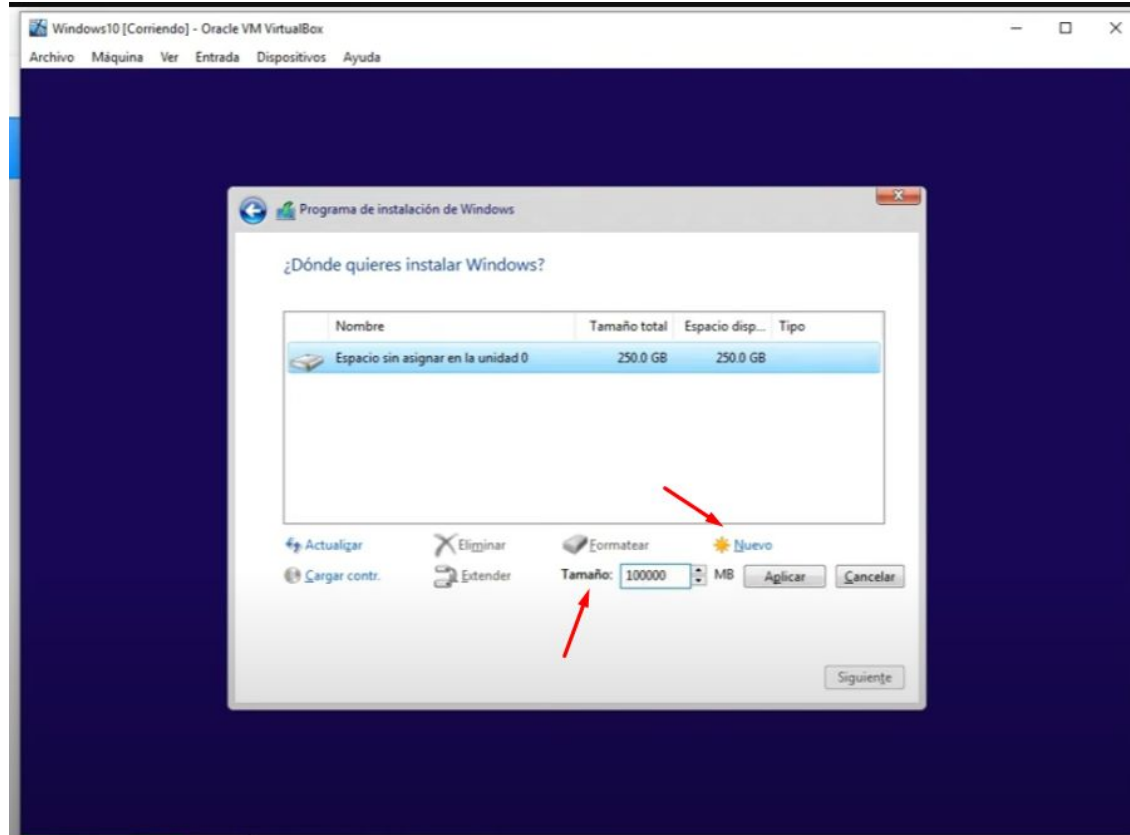 Windows10 [Corriendo] - Oracle VM VirtualBox
Archivo Máquina Ver Entrada Dispositivos Ayuda
Programa de instalación de Windows
¿Dónde quieres instalar Windows?
Nombre Tamaño total Espacio disp... Tipo
Espacio sin asignar en la unidad 0 250.0 GB 250.0 GB
Actualizar Eliminar Formatear Nuevo
Cargar contr. Extender Tamaño: 100000 MB Aplicar Cancelar
Siguiente